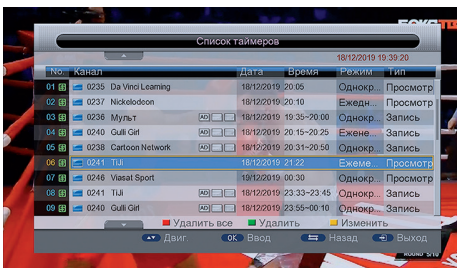 Список таймеров
18/12/2019 19:39:20
No. Канал Дата Время Режим Тип
01 0235 Da Vinci Learning 18/12/2019 20:05 Однокр... Просмотр
02 0237 Nickelodeon 18/12/2019 20:10 Ежедн... Просмотр
03 0236 Мульт AD 18/12/2019 19:35~20:00 Однокр... Запись
04 0240 Gulli Girl AD 18/12/2019 20:15~20:25 Ежене... Запись
05 0238 Cartoon Network AD 18/12/2019 20:31~20:50 Однокр... Запись
06 0241 TiJi 18/12/2019 21:22 Ежеме... Просмотр
07 0246 Viasat Sport 19/12/2019 00:30 Однокр... Просмотр
08 0241 TiJi AD 18/12/2019 23:33~23:45 Однокр... Запись
09 0240 Gulli Girl AD 18/12/2019 23:55~00:10 Однокр... Запись
Удалить все Удалить Изменить
Двиг. OK Ввод Назад Выход
ROUND 5/10